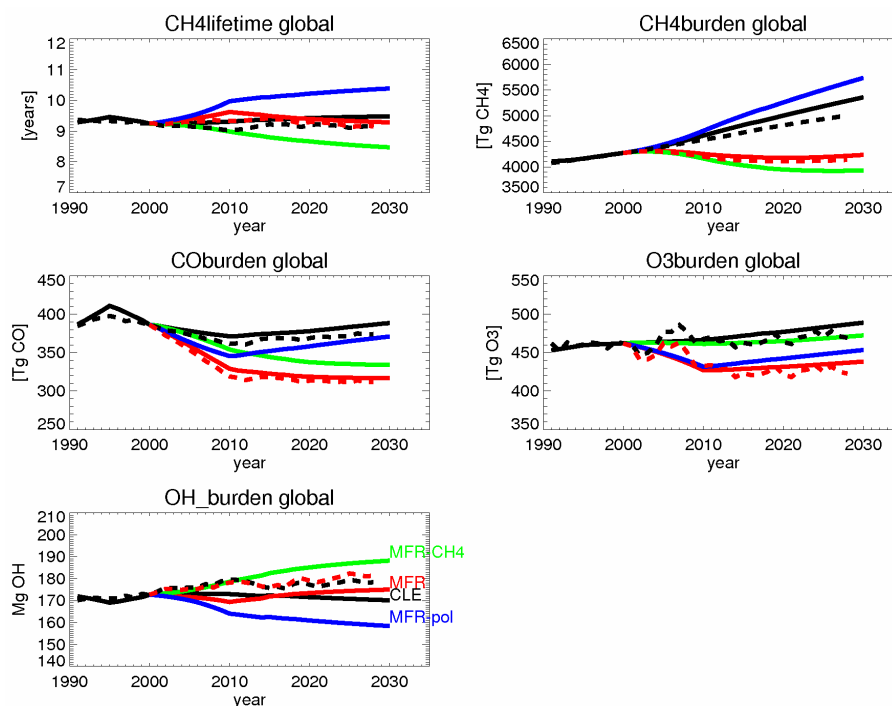 CH4lifetime global
12
11
10
9
8
7
[years]
1990 2000 2010 2020 2030
year
CH4burden global
6500
6000
5500
5000
4500
4000
3500
[Tg CH4]
1990 2000 2010 2020 2030
year
COburden global
450
400
350
300
250
[Tg CO]
1990 2000 2010 2020 2030
year
O3burden global
550
500
450
400
350
[Tg O3]
1990 2000 2010 2020 2030
year
OH_burden global
210
200
190
180
170
160
150
140
Mg OH
MFR-CH4
MFR
CLE
MFR-pol
1990 2000 2010 2020 2030
year